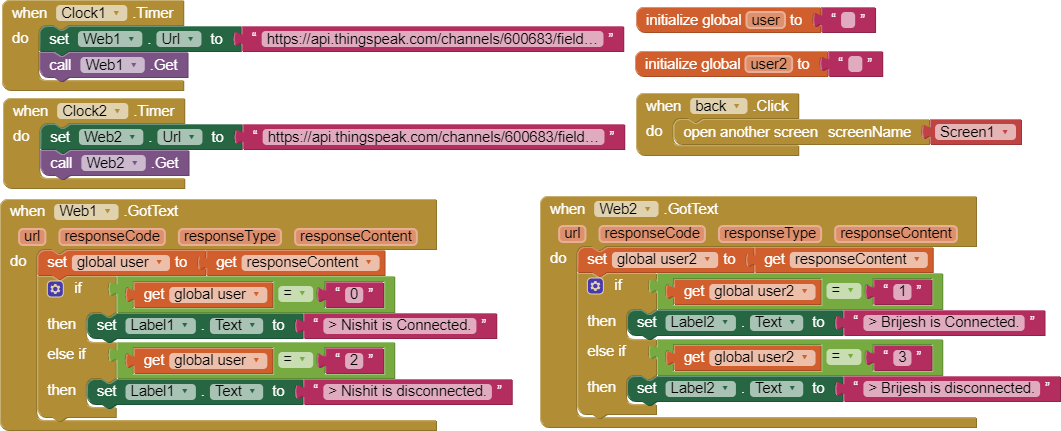 when Clock1 .Timer
do set Web1 . Url to “ https://api.thingspeak.com/channels/600683/field... ”
call Web1 .Get
when Clock2 .Timer
do set Web2 . Url to “ https://api.thingspeak.com/channels/600683/field... ”
call Web2 .Get
initialize global user to “ ”
initialize global user2 to “ ”
when back .Click
do open another screen screenName Screen1
when Web1 .GotText
url responseCode responseType responseContent
do set global user to get responseContent
if get global user = “ 0 ”
then set Label1 . Text to “ > Nishit is Connected. ”
else if get global user = “ 2 ”
then set Label1 . Text to “ > Nishit is disconnected. ”
when Web2 .GotText
url responseCode responseType responseContent
do set global user2 to get responseContent
if get global user2 = “ 1 ”
then set Label2 . Text to “ > Brijesh is Connected. ”
else if get global user2 = “ 3 ”
then set Label2 . Text to “ > Brijesh is disconnected. ”